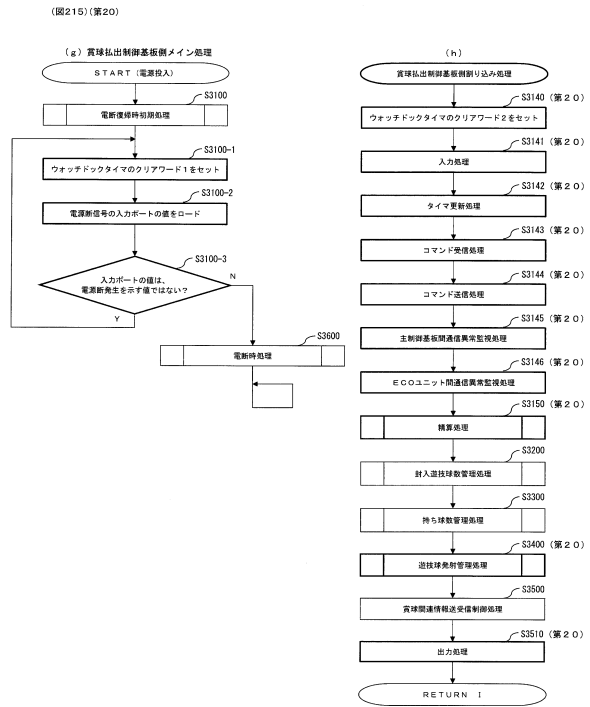 (図215)(第20)
(g) 賞球払出制御基板側メイン処理
START (電源投入)
S3100
電断復帰時初期処理
S3100-1
ウォッチドックタイマのクリアワード1をセット
S3100-2
電源断信号の入力ポートの値をロード
S3100-3
入力ポートの値は、
電源断発生を示す値ではない?
N
Y
S3600
電断時処理
(h)
賞球払出制御基板側割り込み処理
S3140 (第20)
ウォッチドックタイマのクリアワード2をセット
S3141 (第20)
入力処理
S3142 (第20)
タイマ更新処理
S3143 (第20)
コマンド受信処理
S3144 (第20)
コマンド送信処理
S3145 (第20)
主制御基板間通信異常監視処理
S3146 (第20)
ECOユニット間通信異常監視処理
S3150 (第20)
精算処理
S3200
封入遊技球数管理処理
S3300
持ち球数管理処理
S3400 (第20)
遊技球発射管理処理
S3500
賞球関連情報送受信制御処理
S3510 (第20)
出力処理
RETURN I